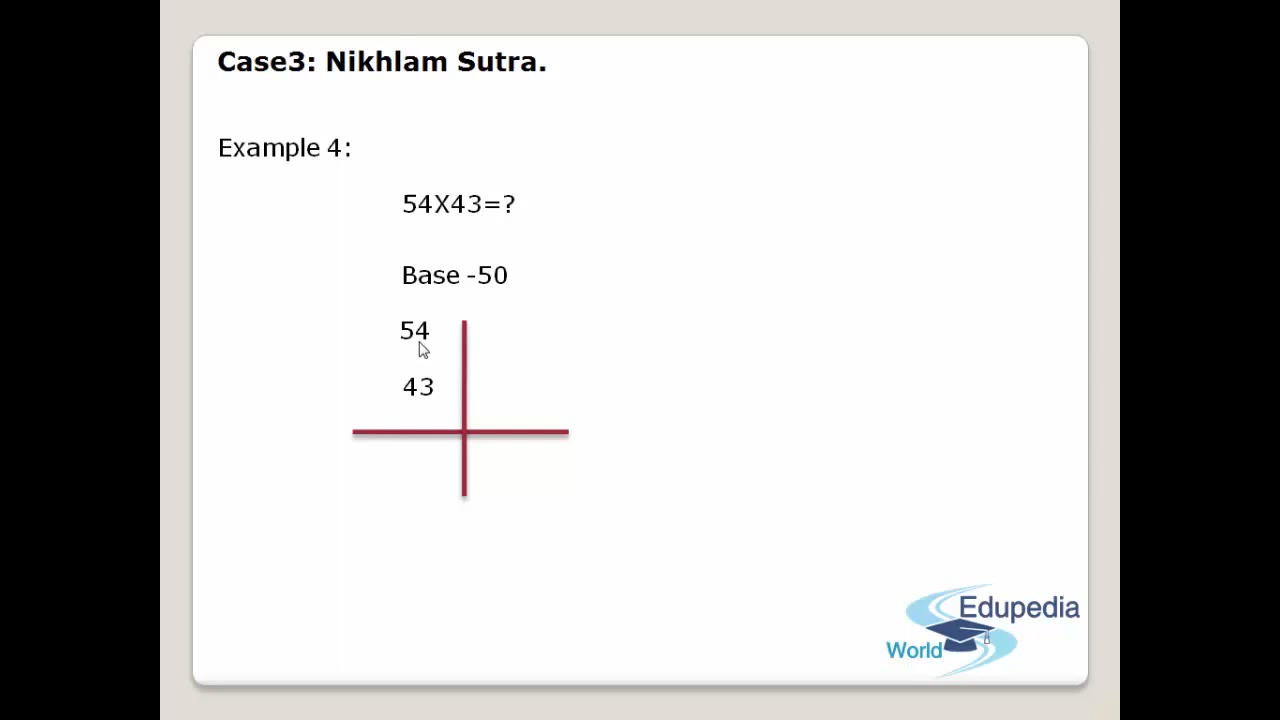 Case3: Nikhlam Sutra.
Example 4:
54X43=?
Base -50
54
43
Edupedia
World